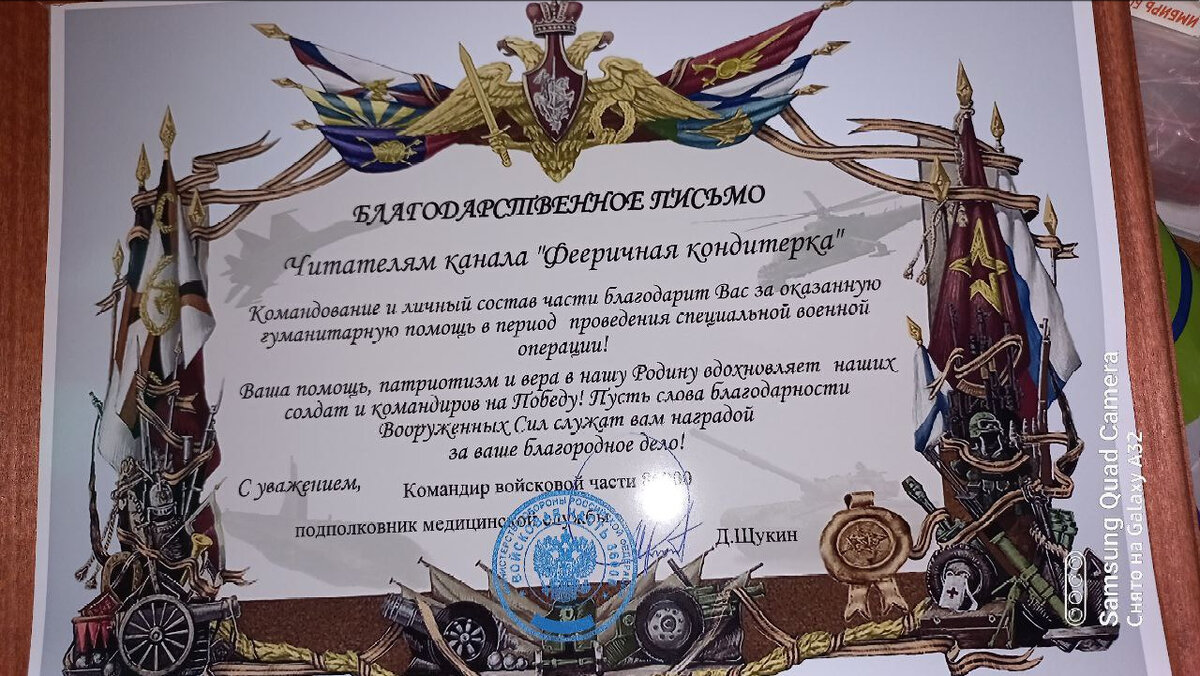 БЛАГОДАРСТВЕННОЕ ПИСЬМО
Читателям канала "Фееричная кондитерка"
Командование и личный состав части благодарит Вас за оказанную
гуманитарную помощь в период проведения специальной военной
операции!
Ваша помощь, патриотизм и вера в нашу Родину вдохновляет наших
солдат и командиров на Победу! Пусть слова благодарности
Вооруженных Сил служат вам наградой
за ваше благородное дело!
С уважением,
Командир войсковой части
подполковник медицинской службы
Д.Щукин
ВОЙСКОВАЯ ЧАСТЬ
Samsung Quad Camera
Снято на Galaxy A32